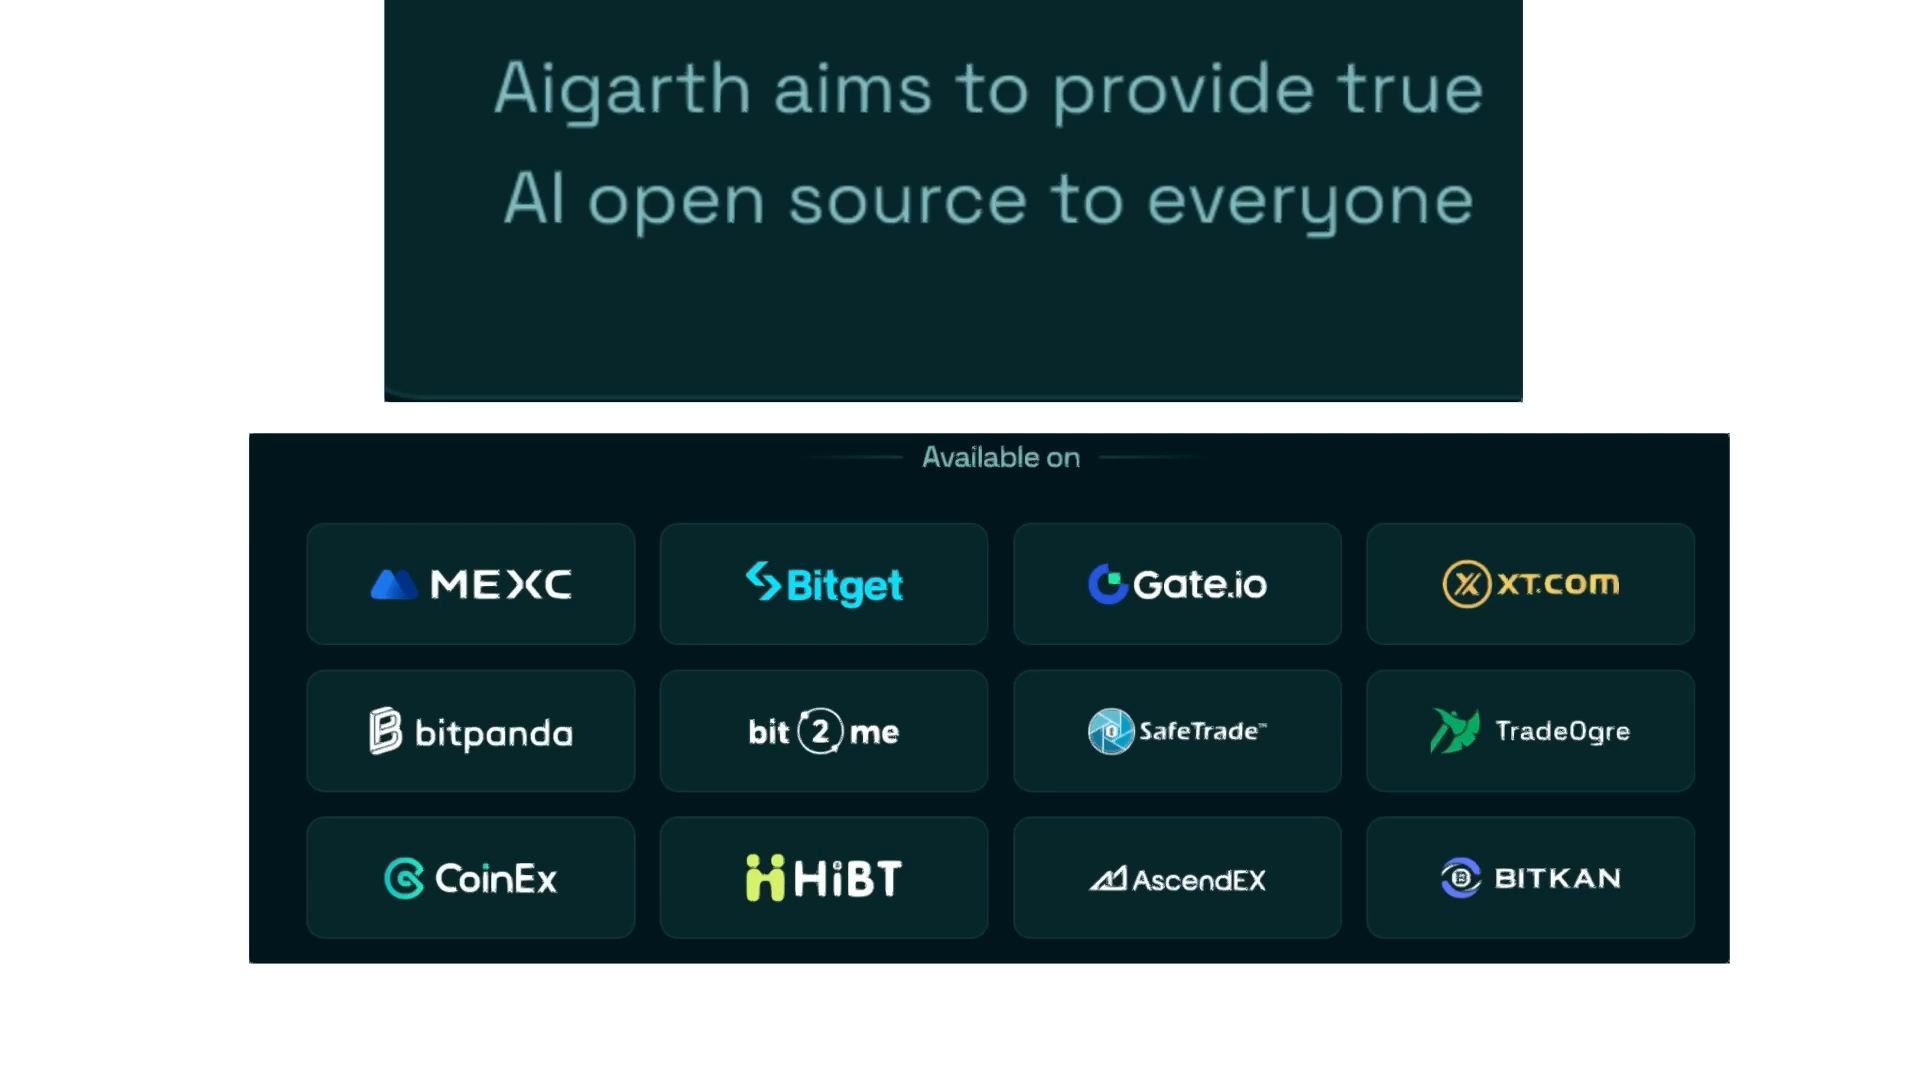 Aigarth aims to provide true
AI open source to everyone
Available on
MEXC
Bitget
Gate.io
XT.COM
bitpanda
bit2me
SafeTrade™
TradeOgre
CoinEx
HiBT
AscendEX
BITKAN